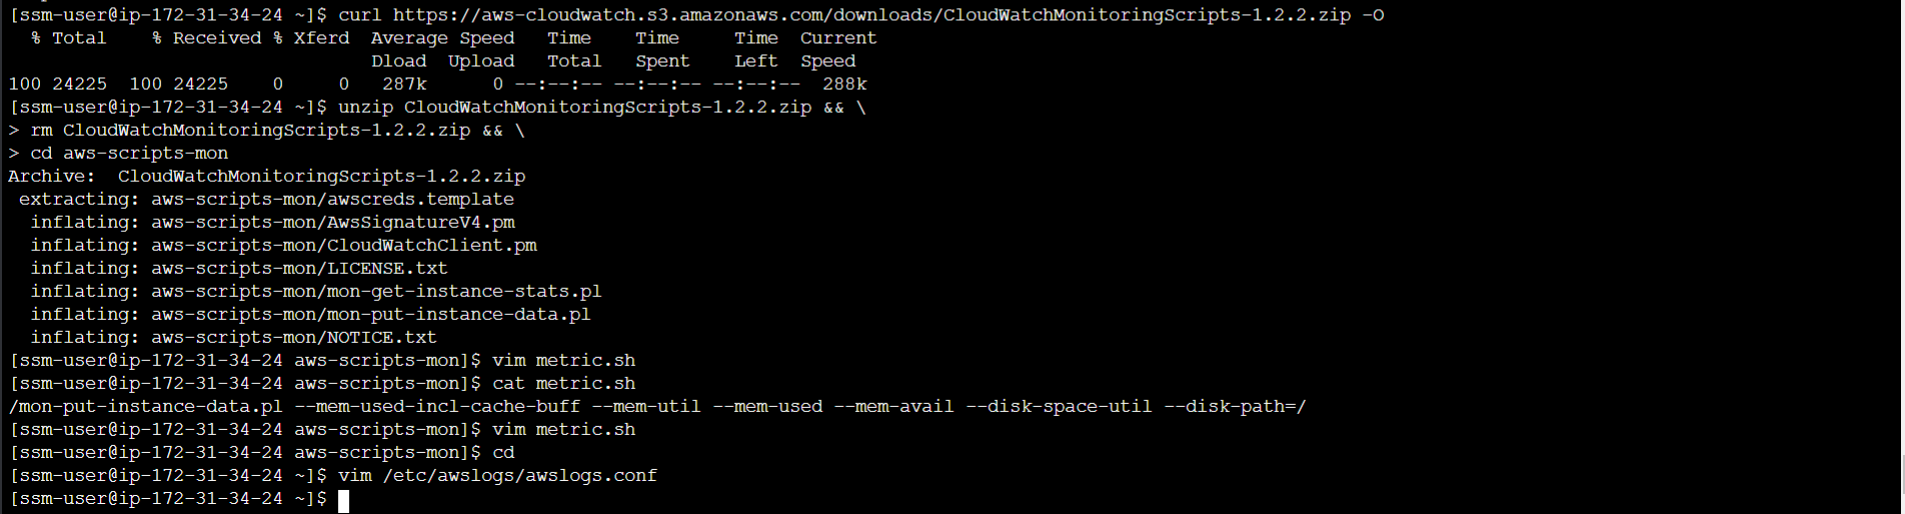 [ssm-user@ip-172-31-34-24 ~]$ curl https://aws-cloudwatch.s3.amazonaws.com/downloads/CloudWatchMonitoringScripts-1.2.2.zip -O
  % Total    % Received % Xferd  Average Speed   Time    Time     Time  Current
                                 Dload  Upload   Total   Spent    Left  Speed
100 24225  100 24225    0     0   287k      0 --:--:-- --:--:-- --:--:--  288k
[ssm-user@ip-172-31-34-24 ~]$ unzip CloudWatchMonitoringScripts-1.2.2.zip && \
> rm CloudWatchMonitoringScripts-1.2.2.zip && \
> cd aws-scripts-mon
Archive:  CloudWatchMonitoringScripts-1.2.2.zip
 extracting: aws-scripts-mon/awscreds.template
  inflating: aws-scripts-mon/AwsSignatureV4.pm
  inflating: aws-scripts-mon/CloudWatchClient.pm
  inflating: aws-scripts-mon/LICENSE.txt
  inflating: aws-scripts-mon/mon-get-instance-stats.pl
  inflating: aws-scripts-mon/mon-put-instance-data.pl
  inflating: aws-scripts-mon/NOTICE.txt
[ssm-user@ip-172-31-34-24 aws-scripts-mon]$ vim metric.sh
[ssm-user@ip-172-31-34-24 aws-scripts-mon]$ cat metric.sh
/mon-put-instance-data.pl --mem-used-incl-cache-buff --mem-util --mem-used --mem-avail --disk-space-util --disk-path=/
[ssm-user@ip-172-31-34-24 aws-scripts-mon]$ vim metric.sh
[ssm-user@ip-172-31-34-24 aws-scripts-mon]$ cd
[ssm-user@ip-172-31-34-24 ~]$ vim /etc/awslogs/awslogs.conf
[ssm-user@ip-172-31-34-24 ~]$